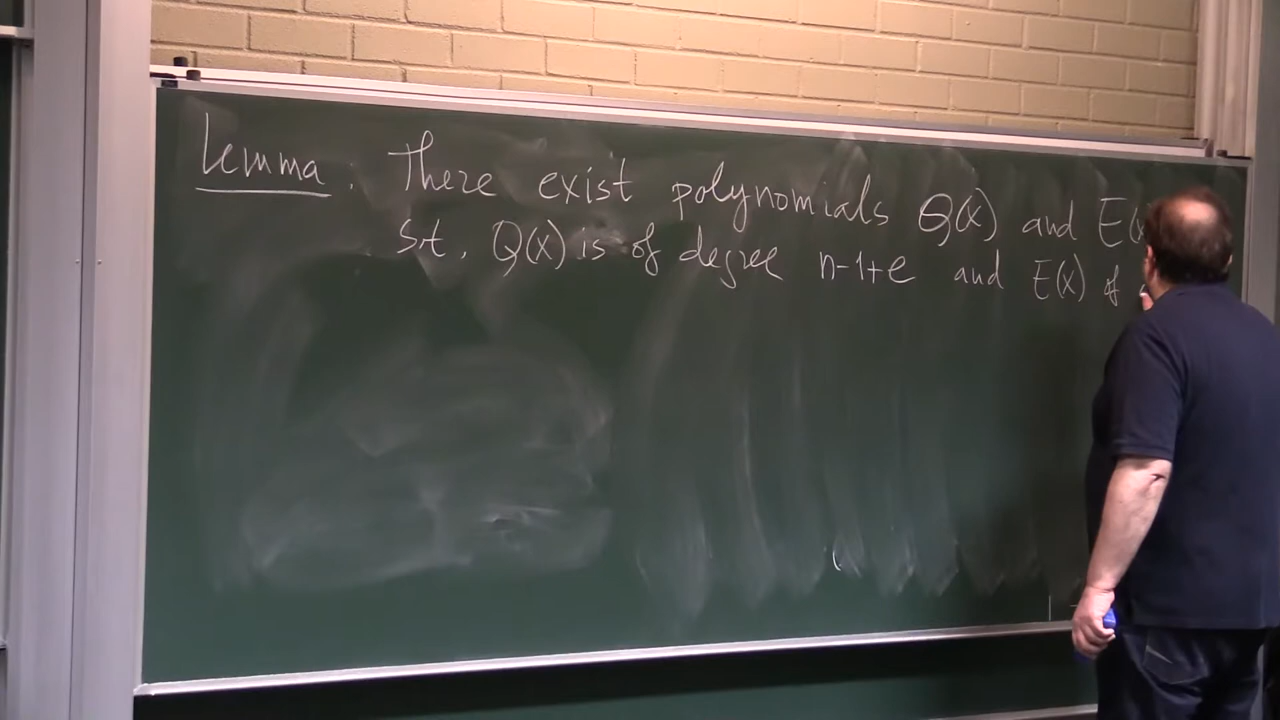 Lemma: There exist polynomials Q(x) and E(x
s.t. Q(x) is of degree n-1+e and E(x) of